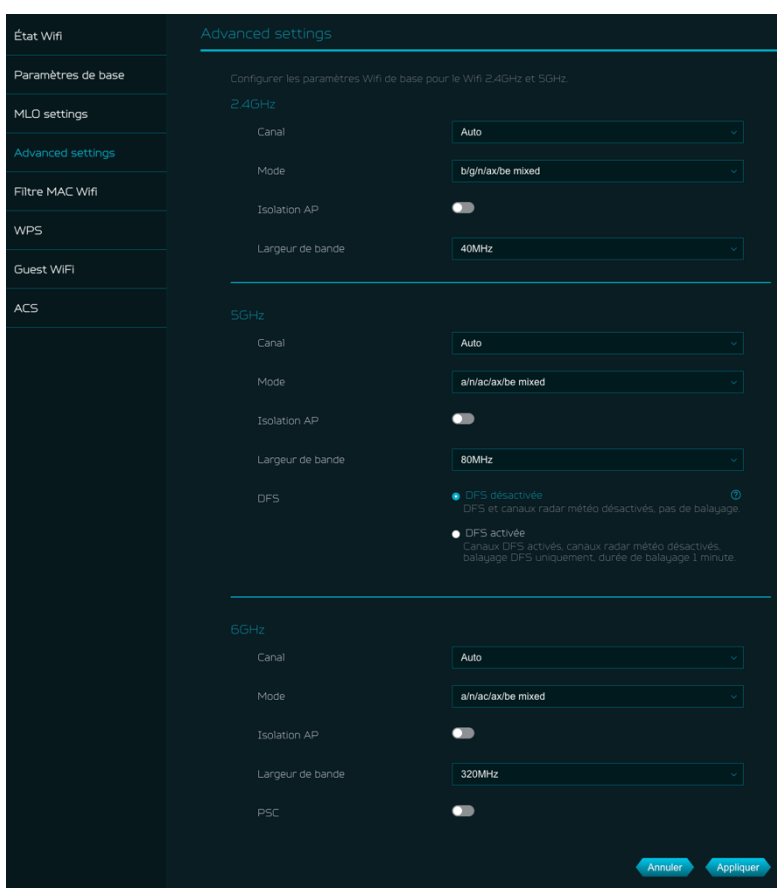 État Wifi
Paramètres de base
MLO settings
Advanced settings
Filtre MAC Wifi
WPS
Guest WiFi
ACS
Advanced settings
Configurer les paramètres Wifi de base pour le Wifi 2,4GHz et 5GHz.
2.4GHz
Canal Auto
Mode b/g/n/ax/be mixed
Isolation AP
Largeur de bande 40MHz
5GHz
Canal Auto
Mode a/n/ac/ax/be mixed
Isolation AP
Largeur de bande 80MHz
DFS DFS désactivée ?
DFS et canaux radar météo désactivés, pas de balayage.
DFS activée
Canaux DFS activés, canaux radar météo désactivés,
balayage DFS uniquement, durée de balayage 1 minute.
6GHz
Canal Auto
Mode a/n/ac/ax/be mixed
Isolation AP
Largeur de bande 320MHz
PSC
Annuler Appliquer